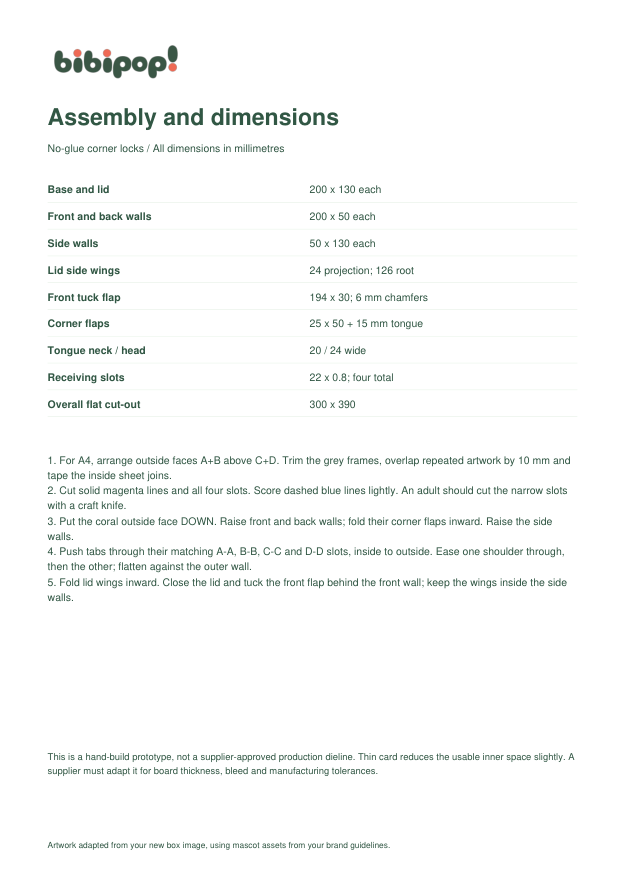 bibipop!
Assembly and dimensions
No-glue corner locks / All dimensions in millimetres
Base and lid 200 x 130 each
Front and back walls 200 x 50 each
Side walls 50 x 130 each
Lid side wings 24 projection; 126 root
Front tuck flap 194 x 30; 6 mm chamfers
Corner flaps 25 x 50 + 15 mm tongue
Tongue neck / head 20 / 24 wide
Receiving slots 22 x 0.8; four total
Overall flat cut-out 300 x 390
1. For A4, arrange outside faces A+B above C+D. Trim the grey frames, overlap repeated artwork by 10 mm and
tape the inside sheet joins.
2. Cut solid magenta lines and all four slots. Score dashed blue lines lightly. An adult should cut the narrow slots
with a craft knife.
3. Put the coral outside face DOWN. Raise front and back walls; fold their corner flaps inward. Raise the side
walls.
4. Push tabs through their matching A-A, B-B, C-C and D-D slots, inside to outside. Ease one shoulder through,
then the other; flatten against the outer wall.
5. Fold lid wings inward. Close the lid and tuck the front flap behind the front wall; keep the wings inside the side
walls.
This is a hand-build prototype, not a supplier-approved production dieline. Thin card reduces the usable inner space slightly. A
supplier must adapt it for board thickness, bleed and manufacturing tolerances.
Artwork adapted from your new box image, using mascot assets from your brand guidelines.